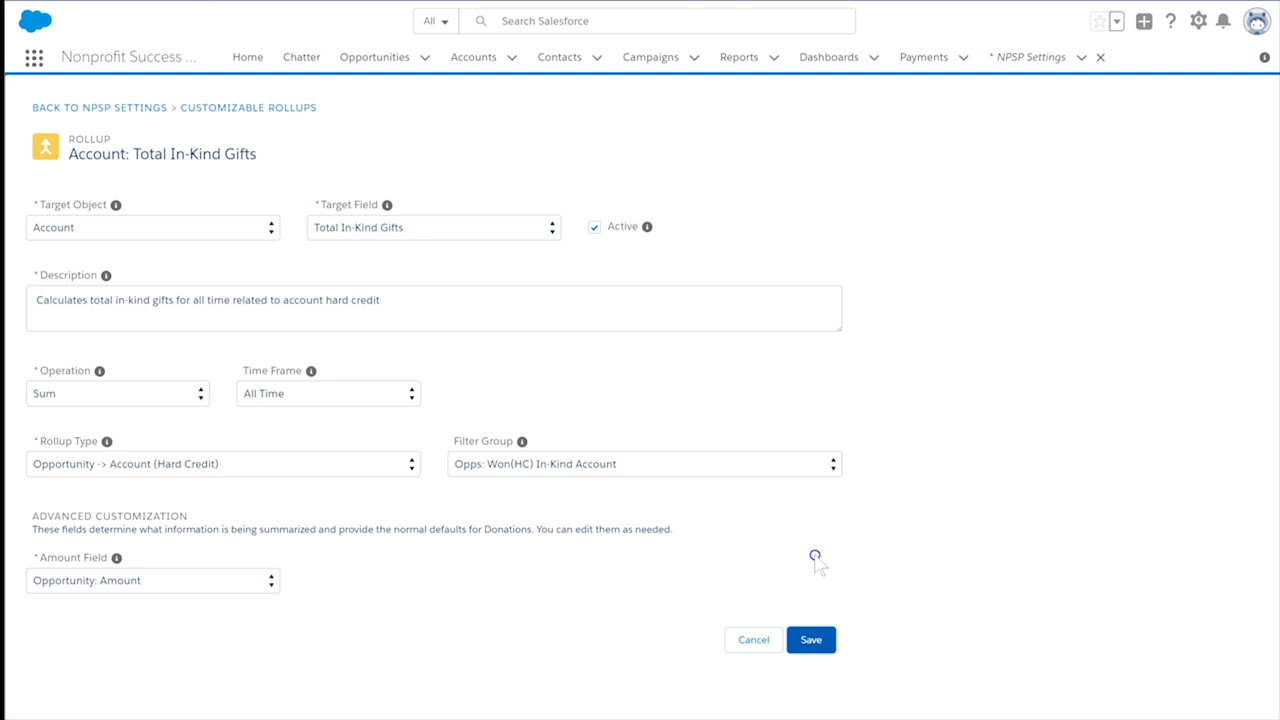 All
Search Salesforce
Nonprofit Success ...
Home Chatter Opportunities Accounts Contacts Campaigns Reports Dashboards Payments * NPSP Settings
BACK TO NPSP SETTINGS > CUSTOMIZABLE ROLLUPS
ROLLUP
Account: Total In-Kind Gifts
* Target Object * Target Field
Account Total In-Kind Gifts Active
* Description
Calculates total in-kind gifts for all time related to account hard credit
* Operation Time Frame
Sum All Time
* Rollup Type Filter Group
Opportunity -> Account (Hard Credit) Opps: Won(HC) In-Kind Account
ADVANCED CUSTOMIZATION
These fields determine what information is being summarized and provide the normal defaults for Donations. You can edit them as needed.
* Amount Field
Opportunity: Amount
Cancel Save